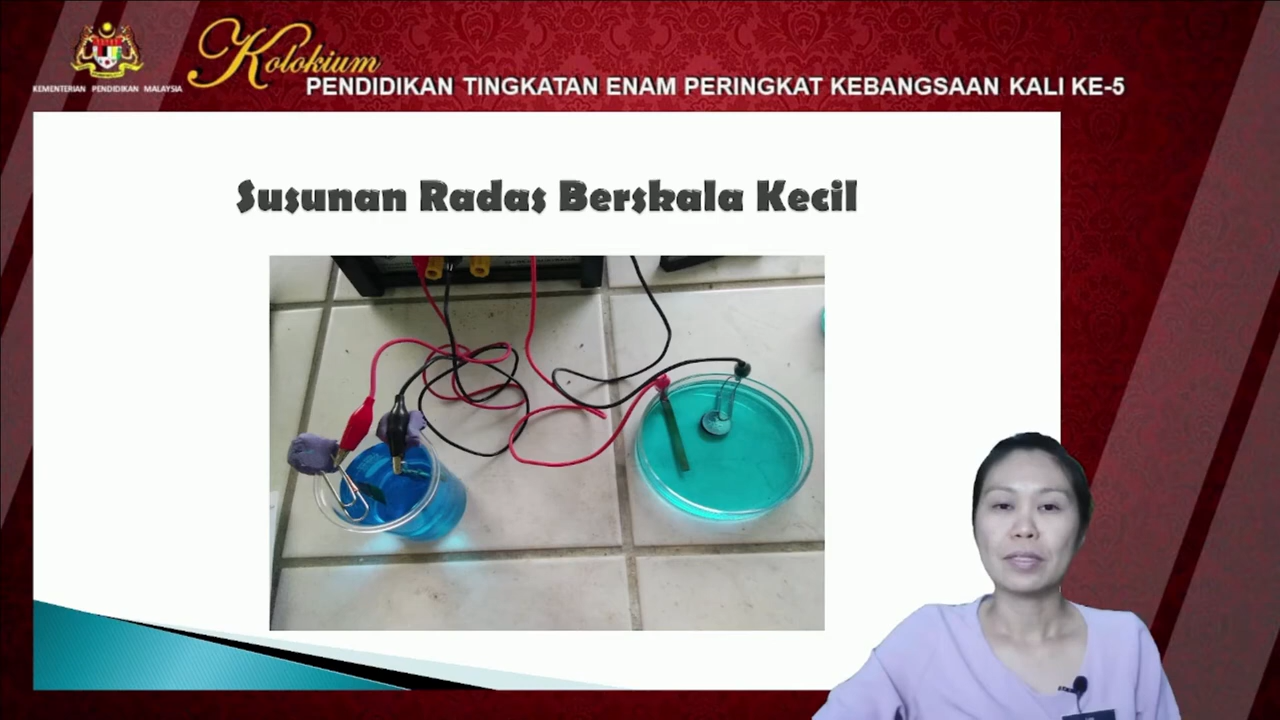 Kolokium
KEMENTERIAN PENDIDIKAN MALAYSIA
PENDIDIKAN TINGKATAN ENAM PERINGKAT KEBANGSAAN KALI KE-5
Susunan Radas Berskala Kecil